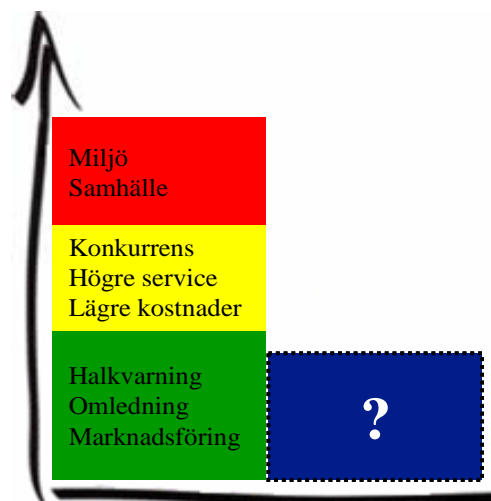 Miljö
Samhälle
Konkurrens
Högre service
Lägre kostnader
Halkvarning
Omledning
Marknadsföring
?